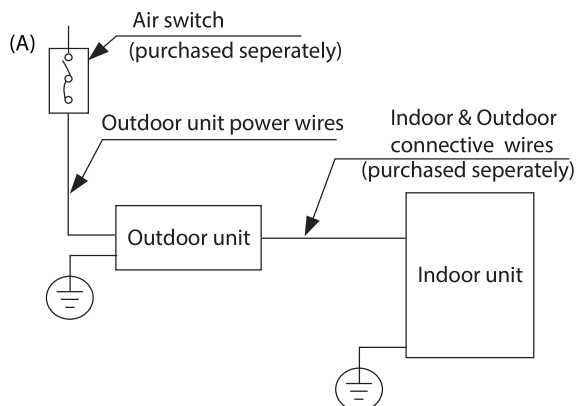 (A)
Air switch
(purchased seperately)
Outdoor unit power wires
Indoor & Outdoor
connective wires
(purchased seperately)
Outdoor unit
Indoor unit